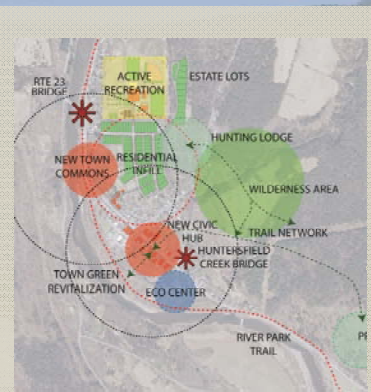 RTE 23
BRIDGE
ACTIVE
RECREATION
ESTATE LOTS
HUNTING LODGE
NEW TOWN
COMMONS
RESIDENTIAL
INFILL
WILDERNESS AREA
NEW CIVIC
HUB
TRAIL NETWORK
HUNTERSFIELD
CREEK BRIDGE
TOWN GREEN
REVITALIZATION
ECO CENTER
RIVER PARK
TRAIL